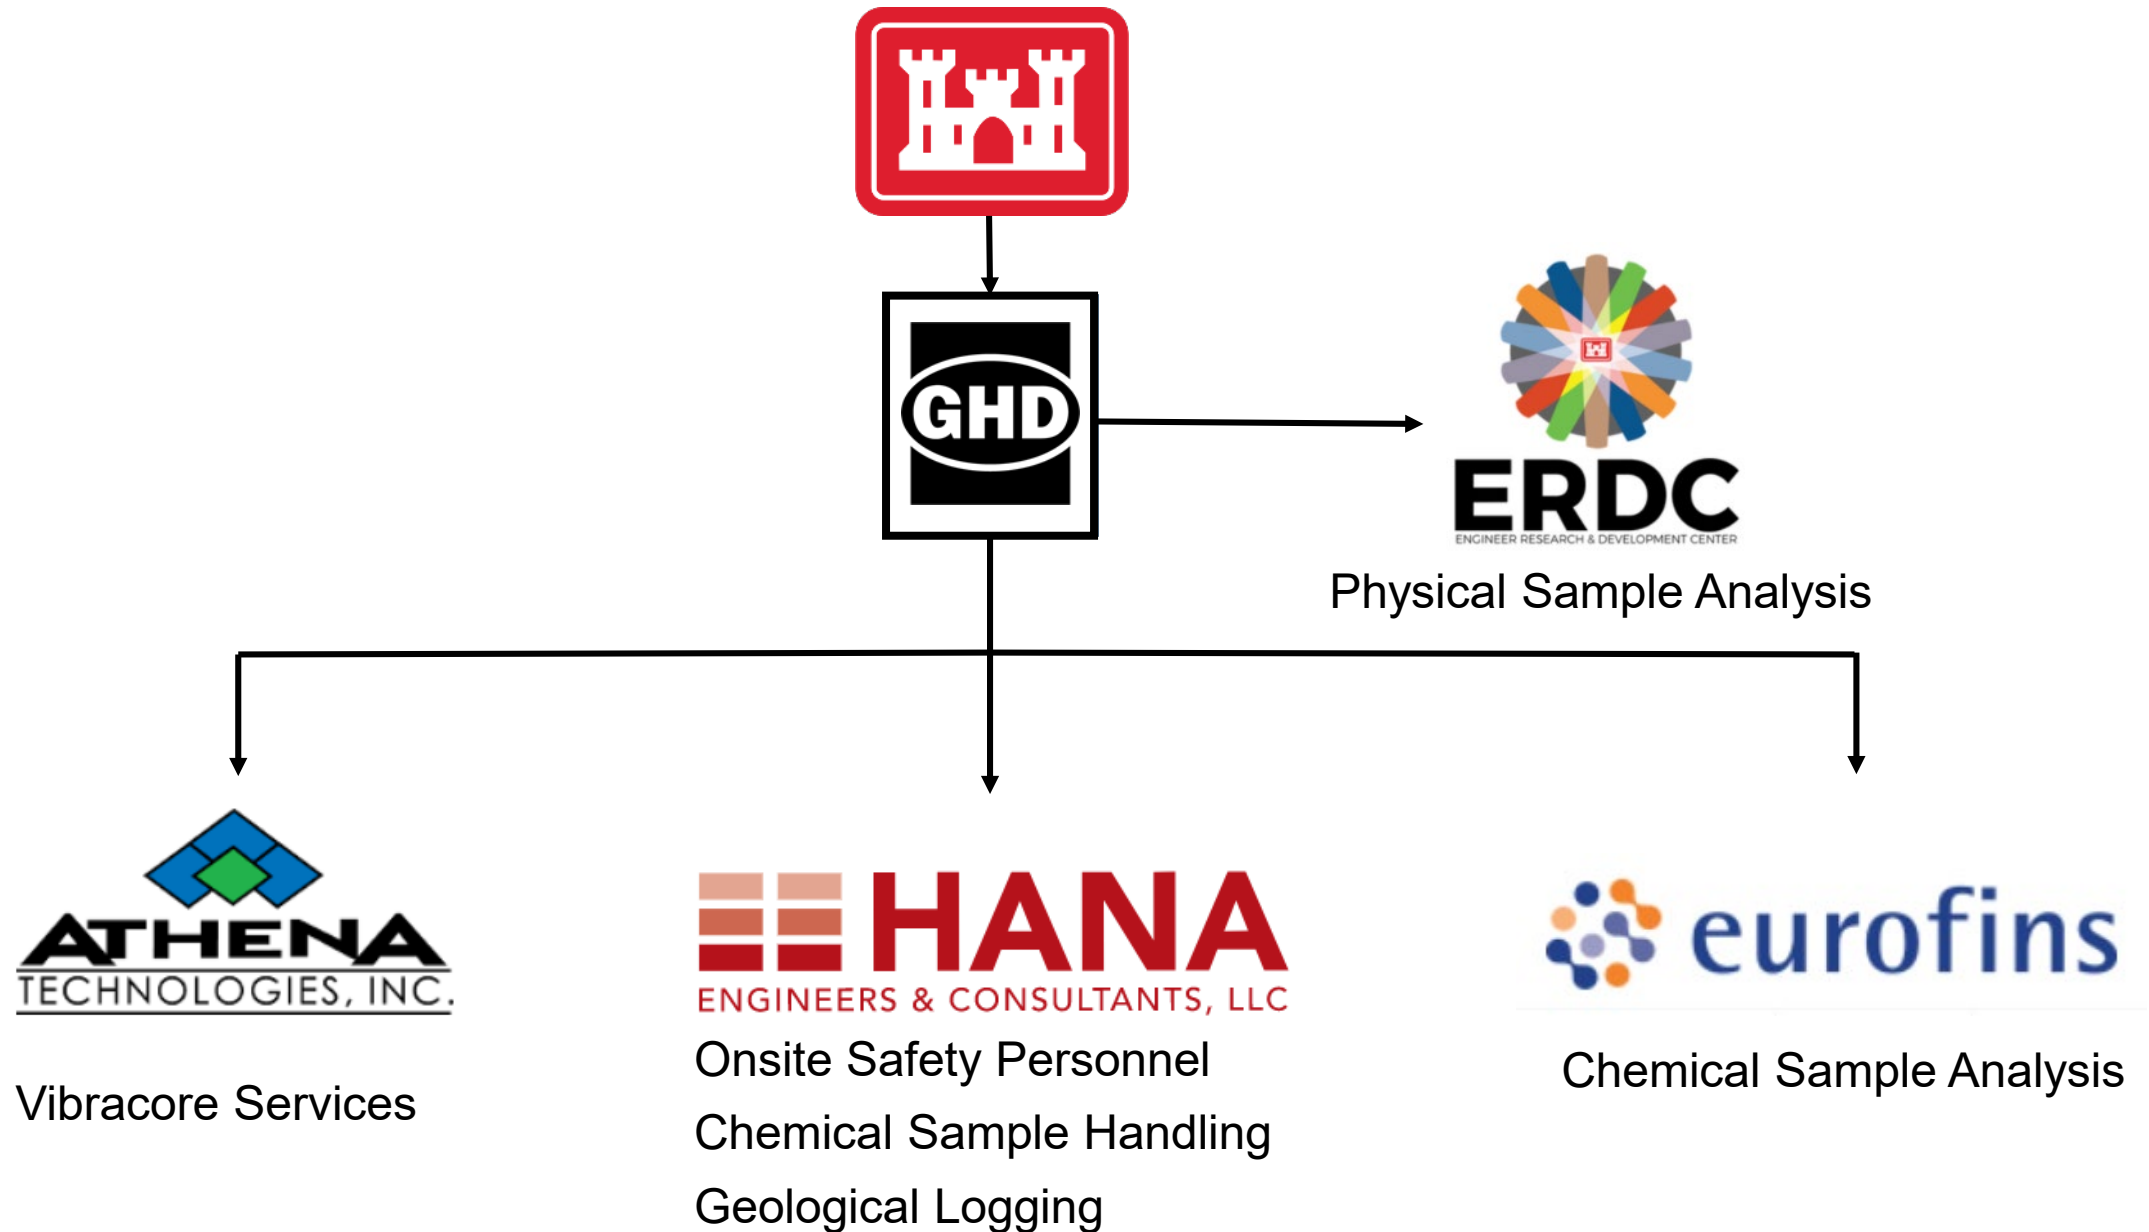 GHD
ERDC
ENGINEER RESEARCH & DEVELOPMENT CENTER
Physical Sample Analysis
ATHENA
TECHNOLOGIES, INC.
Vibracore Services
HANA
ENGINEERS & CONSULTANTS, LLC
Onsite Safety Personnel
Chemical Sample Handling
Geological Logging
eurofins
Chemical Sample Analysis